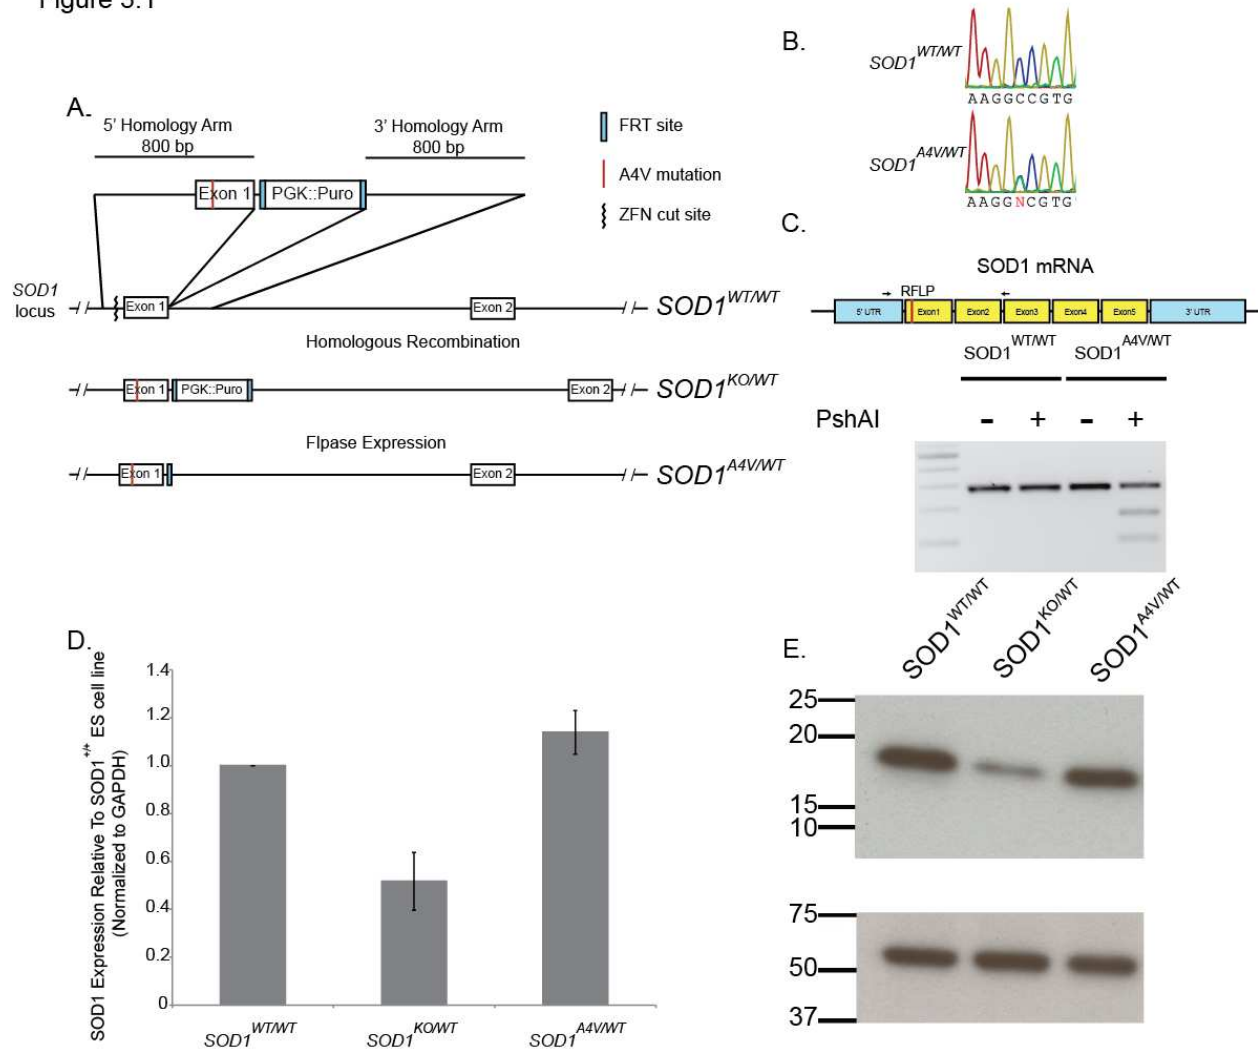 Figure 3.1
A.
5' Homology Arm
800 bp
3' Homology Arm
800 bp
Exon 1
PGK::Puro
FRT site
A4V mutation
ZFN cut site
SOD1
locus
Exon 1
Exon 2
SOD1WT/WT
Homologous Recombination
Exon 1
PGK::Puro
Exon 2
SOD1KO/WT
Flpase Expression
Exon 1
Exon 2
SOD1A4V/WT
B.
SOD1WT/WT
AAGGCCGTG
SOD1A4V/WT
AAGGNCGTG
C.
SOD1 mRNA
RFLP
5' UTR
Exon1
Exon2
Exon3
Exon4
Exon5
3' UTR
SOD1WT/WT
SOD1A4V/WT
PshAI
- + - +
D.
SOD1 Expression Relative To SOD1+/+ ES cell line
(Normalized to GAPDH)
1.4
1.2
1.0
0.8
0.6
0.4
0.2
0
SOD1WT/WT
SOD1KO/WT
SOD1A4V/WT
E.
SOD1WT/WT
SOD1KO/WT
SOD1A4V/WT
25
20
15
10
75
50
37